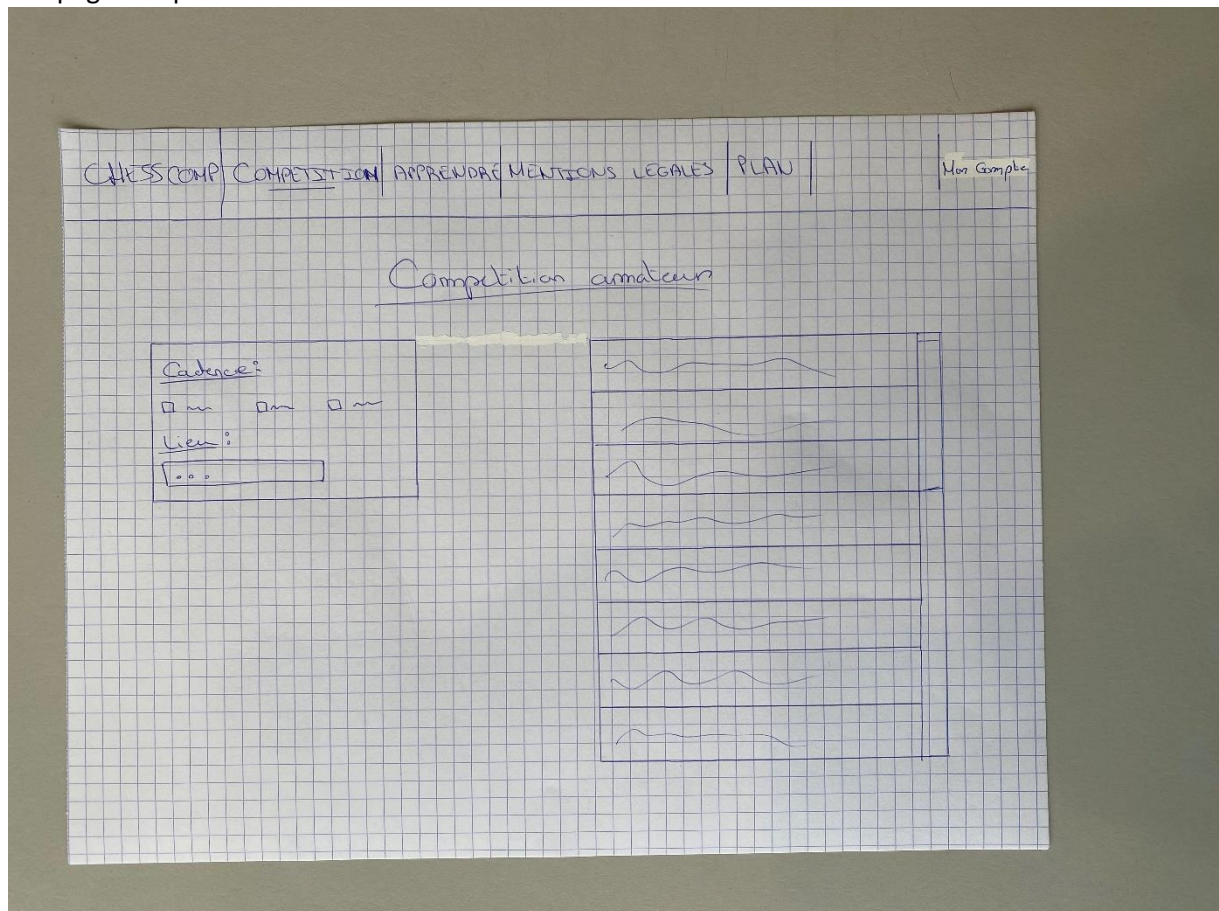 CHESSCOMP COMPETITION APPRENDRE MENTIONS LEGALES PLAN Mon Compte
Competition amateur
Cadence :
Lieu :
...